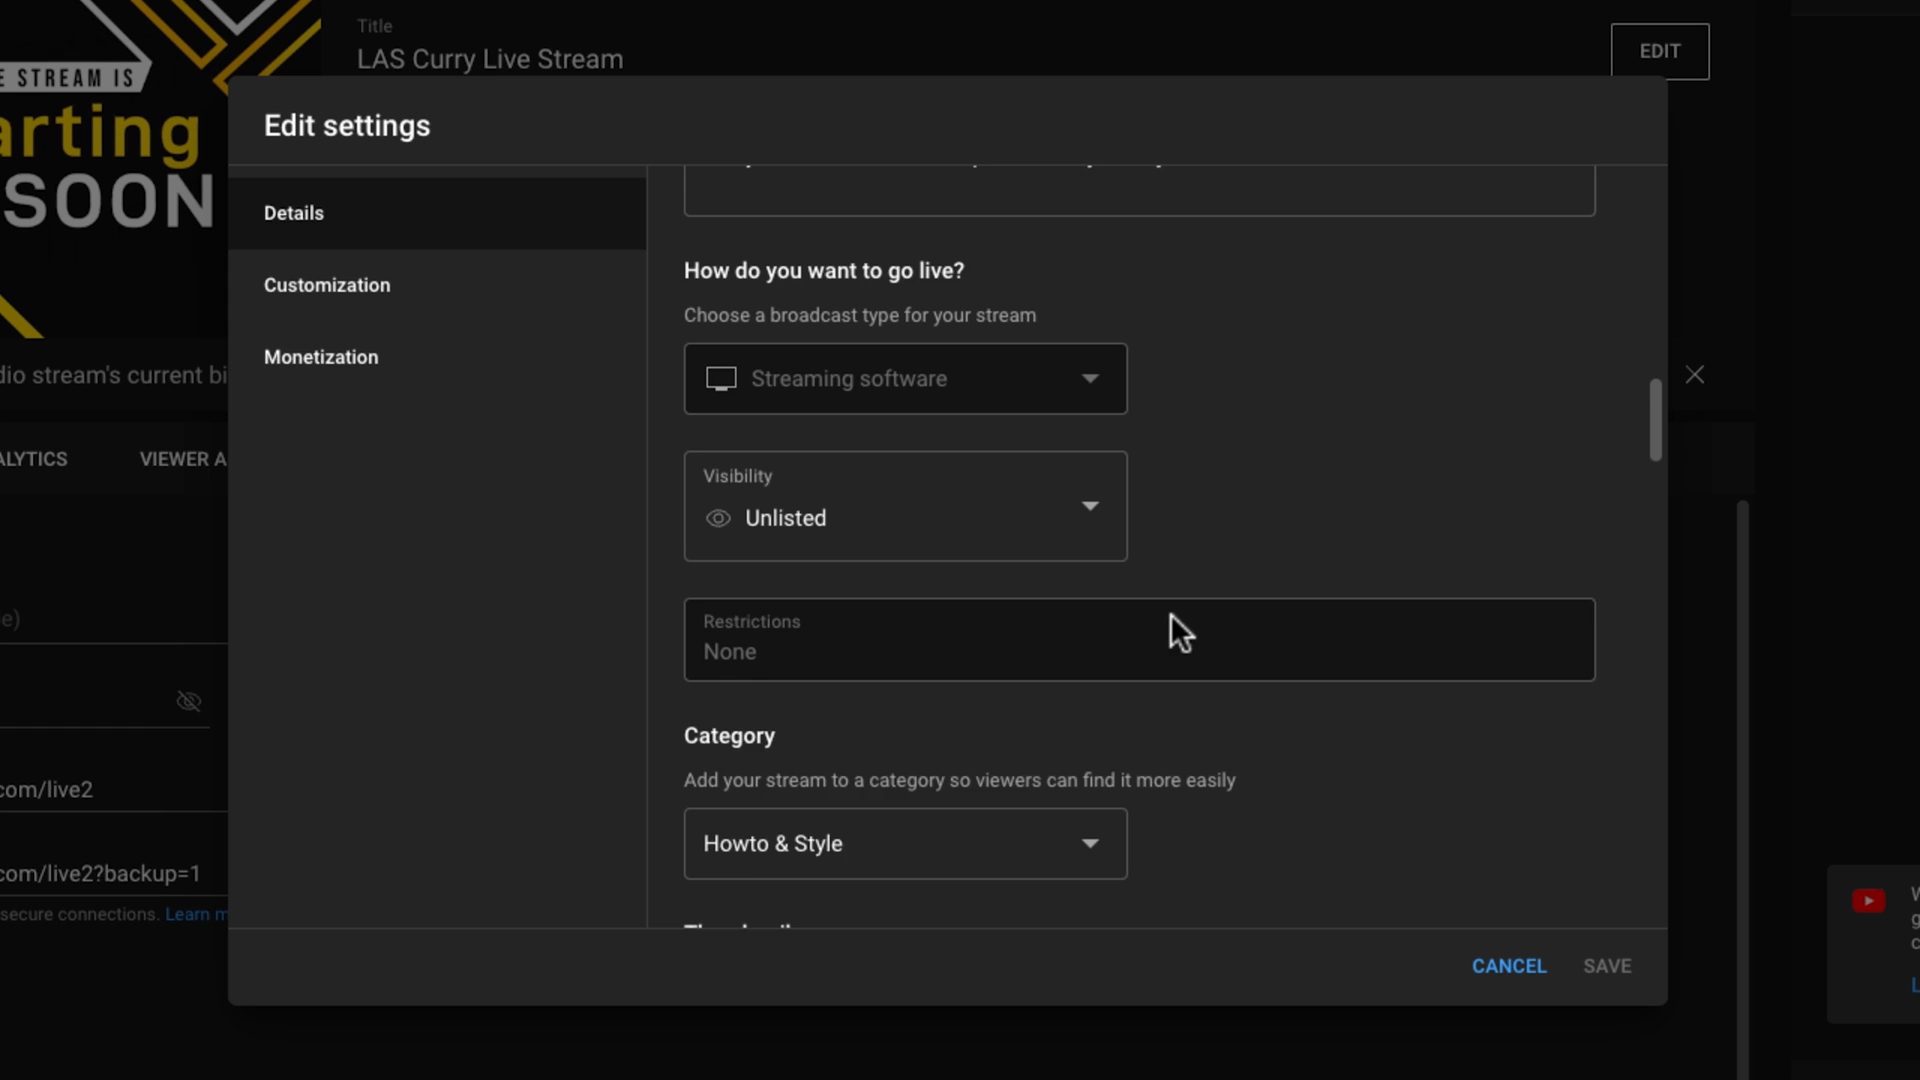 Title
LAS Curry Live Stream
EDIT
STREAM IS
arting
SOON
Edit settings
Details
Customization
Monetization
How do you want to go live?
Choose a broadcast type for your stream
Streaming software
Visibility
Unlisted
Restrictions
None
Category
Add your stream to a category so viewers can find it more easily
Howto & Style
CANCEL
SAVE
dio stream's current bi
ALYTICS
VIEWER A
e)
com/live2
com/live2?backup=1
secure connections. Learn m